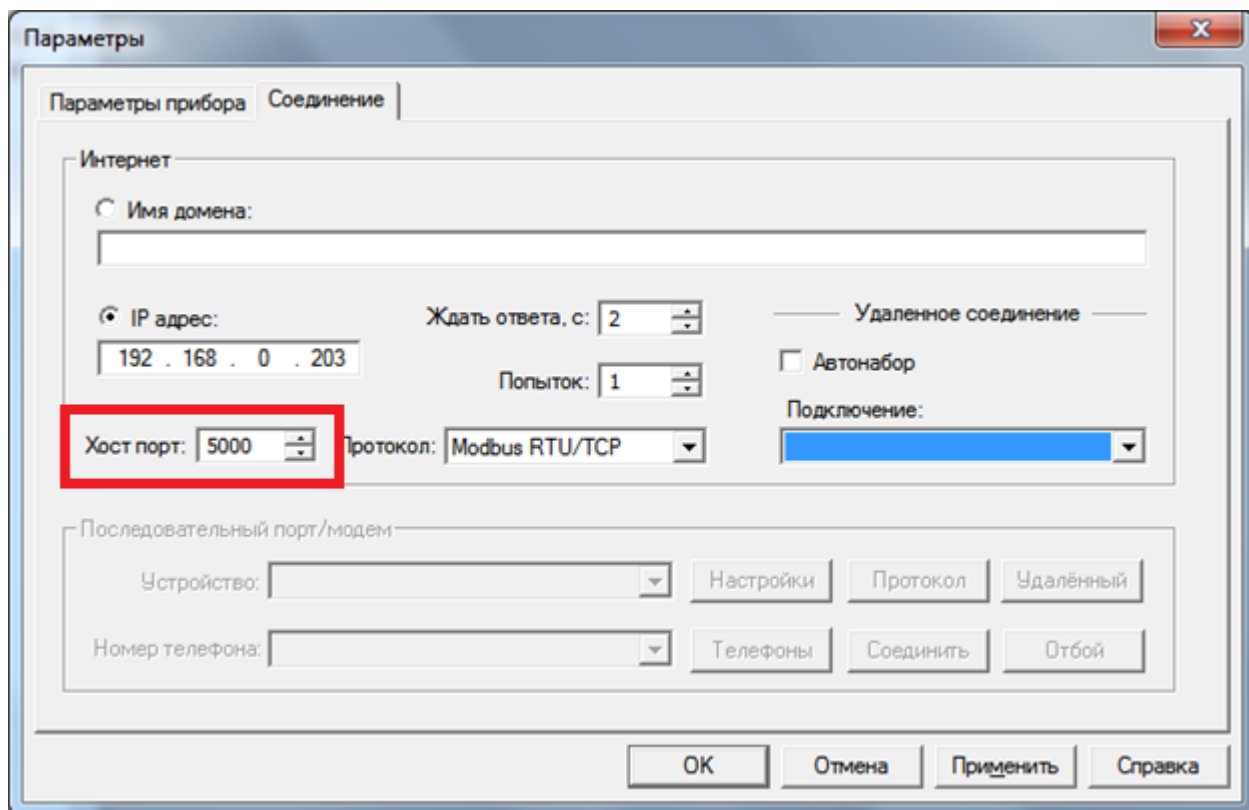 Параметры
Параметры прибора Соединение
Интернет
Имя домена:
IP адрес: Ждать ответа, с: 2 Удаленное соединение
192 . 168 . 0 . 203 Автонабор
Попыток: 1
Подключение:
Хост порт: 5000 Протокол: Modbus RTU/TCP
Последовательный порт/модем
Устройство: Настройки Протокол Удалённый
Номер телефона: Телефоны Соединить Отбой
OK Отмена Применить Справка